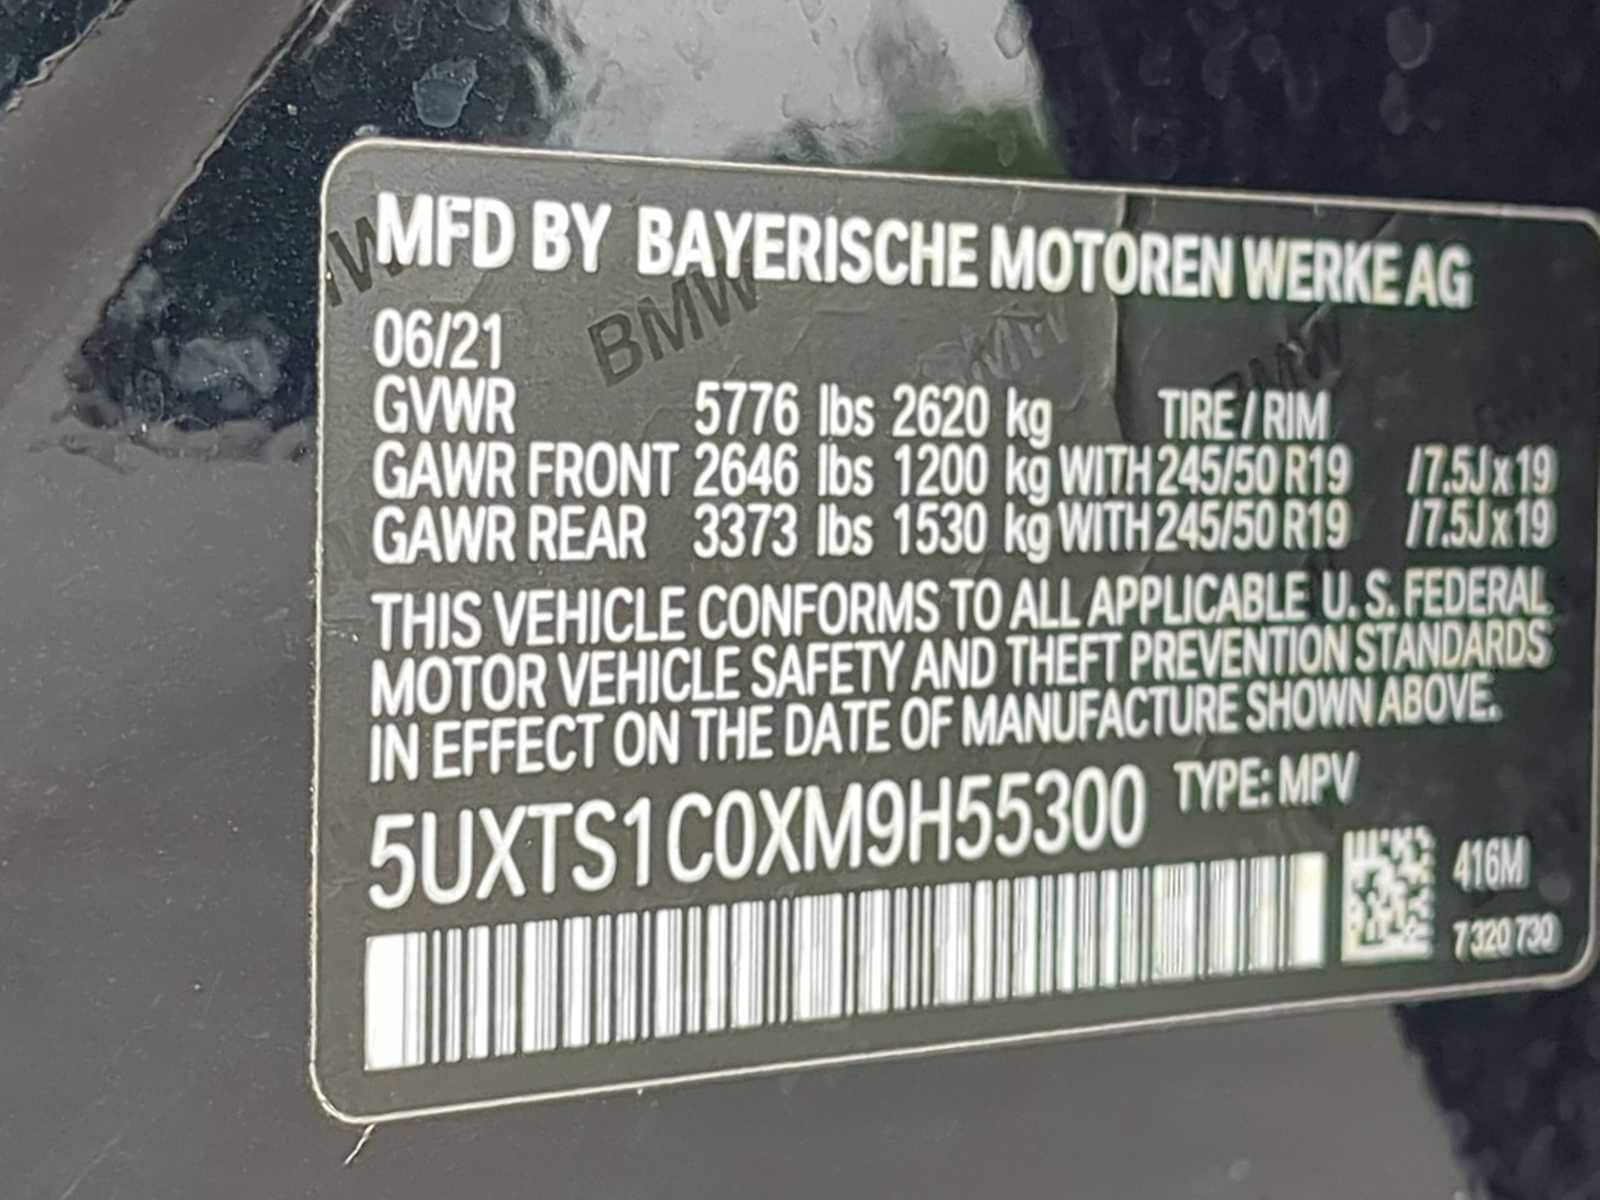 MFD BY BAYERISCHE MOTOREN WERKE AG
06/21
GVWR 5776 lbs 2620 kg TIRE / RIM
GAWR FRONT 2646 lbs 1200 kg WITH 245/50 R19 /7.5J x 19
GAWR REAR 3373 lbs 1530 kg WITH 245/50 R19 /7.5J x 19
THIS VEHICLE CONFORMS TO ALL APPLICABLE U. S. FEDERAL
MOTOR VEHICLE SAFETY AND THEFT PREVENTION STANDARDS
IN EFFECT ON THE DATE OF MANUFACTURE SHOWN ABOVE.
5UXTS1C0XM9H55300 TYPE: MPV
416M
7 320 730
BMW
BMW
BMW